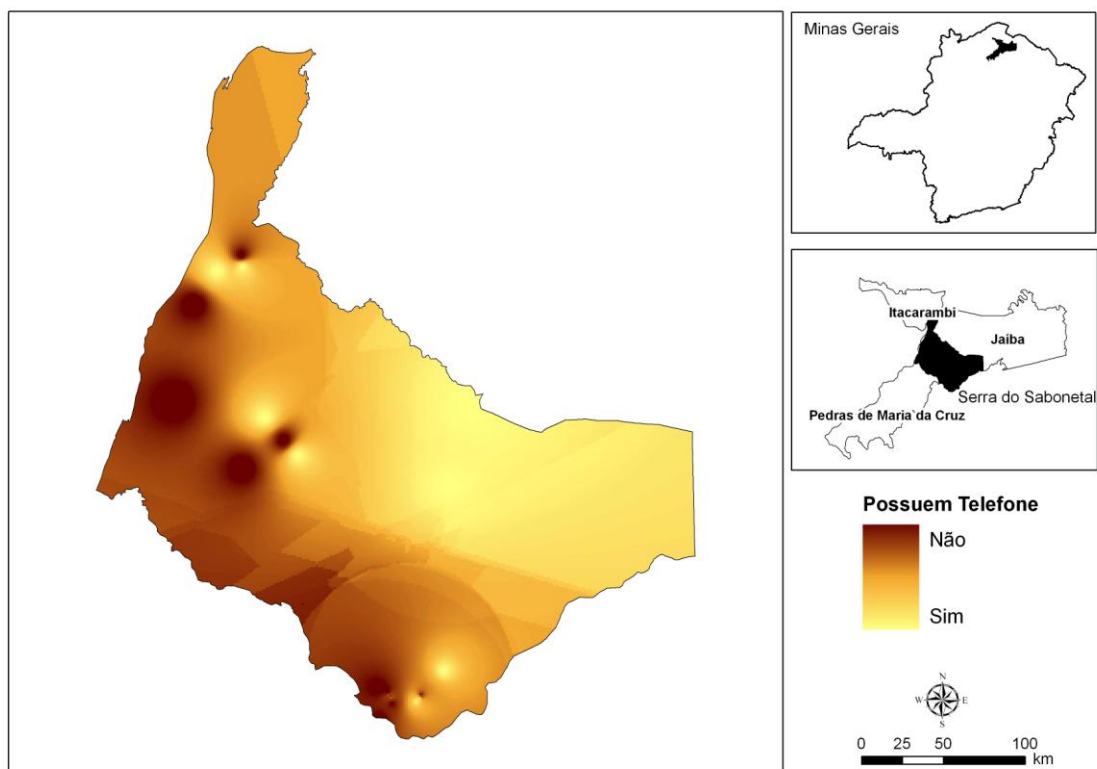 Minas Gerais
Itacarambi
Jaíba
Serra do Sabonetal
Pedras de Maria da Cruz
Possuem Telefone
Não
Sim
N
W E
S
0 25 50 100
km